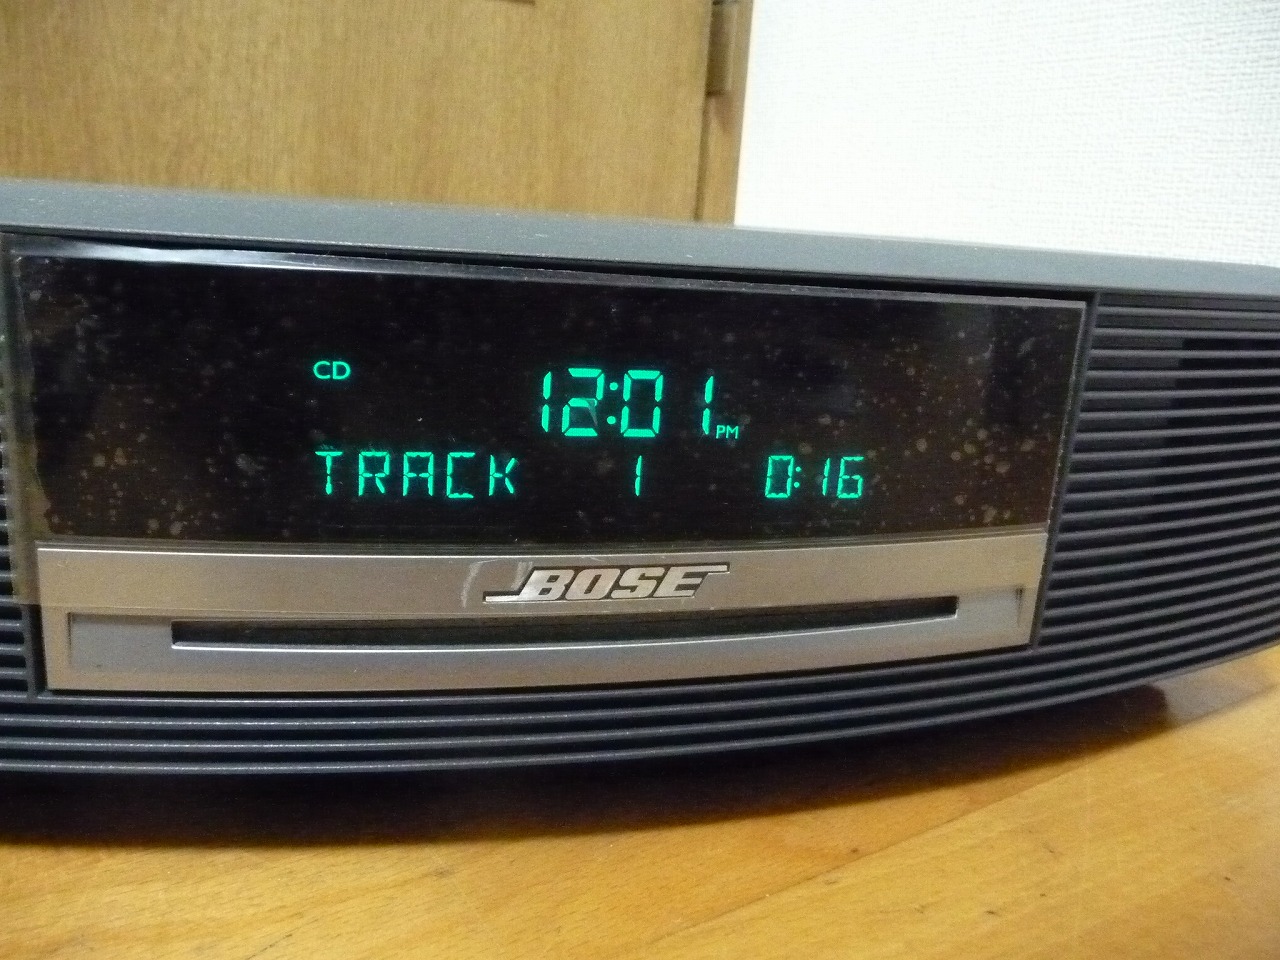 CD 12:01 PM
TRACK 1 0:16
BOSE